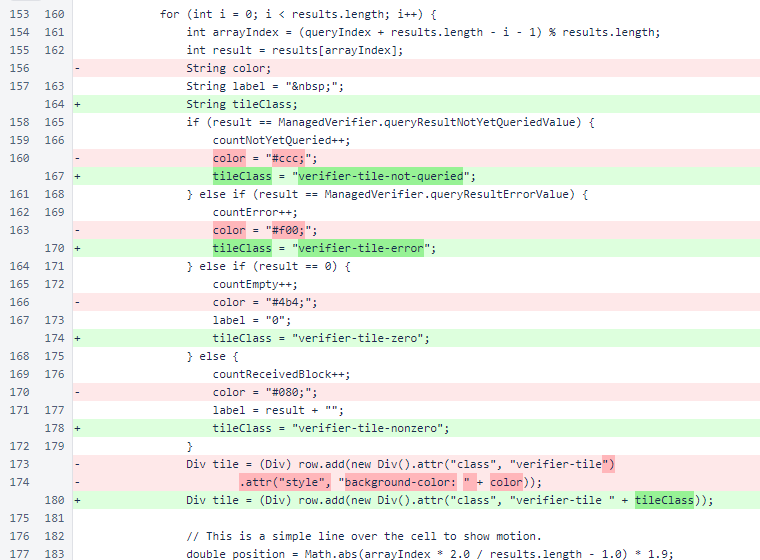 153 160 for (int i = 0; i < results.length; i++) {
154 161 int arrayIndex = (queryIndex + results.length - i - 1) % results.length;
155 162 int result = results[arrayIndex];
156 - String color;
157 163 String label = "&nbsp;";
164 + String tileClass;
158 165 if (result == ManagedVerifier.queryResultNotYetQueriedValue) {
159 166 countNotYetQueried++;
160 - color = "#ccc;";
167 + tileClass = "verifier-tile-not-queried";
161 168 } else if (result == ManagedVerifier.queryResultErrorValue) {
162 169 countError++;
163 - color = "#f00;";
170 + tileClass = "verifier-tile-error";
164 171 } else if (result == 0) {
165 172 countEmpty++;
166 - color = "#4b4;";
167 173 label = "0";
174 + tileClass = "verifier-tile-zero";
168 175 } else {
169 176 countReceivedBlock++;
170 - color = "#080;";
171 177 label = result + "";
178 + tileClass = "verifier-tile-nonzero";
172 179 }
173 - Div tile = (Div) row.add(new Div().attr("class", "verifier-tile")
174 - .attr("style", "background-color: " + color));
180 + Div tile = (Div) row.add(new Div().attr("class", "verifier-tile " + tileClass));
175 181
176 182 // This is a simple line over the cell to show motion.
177 183 double position = Math.abs(arrayIndex * 2.0 / results.length - 1.0) * 1.9;